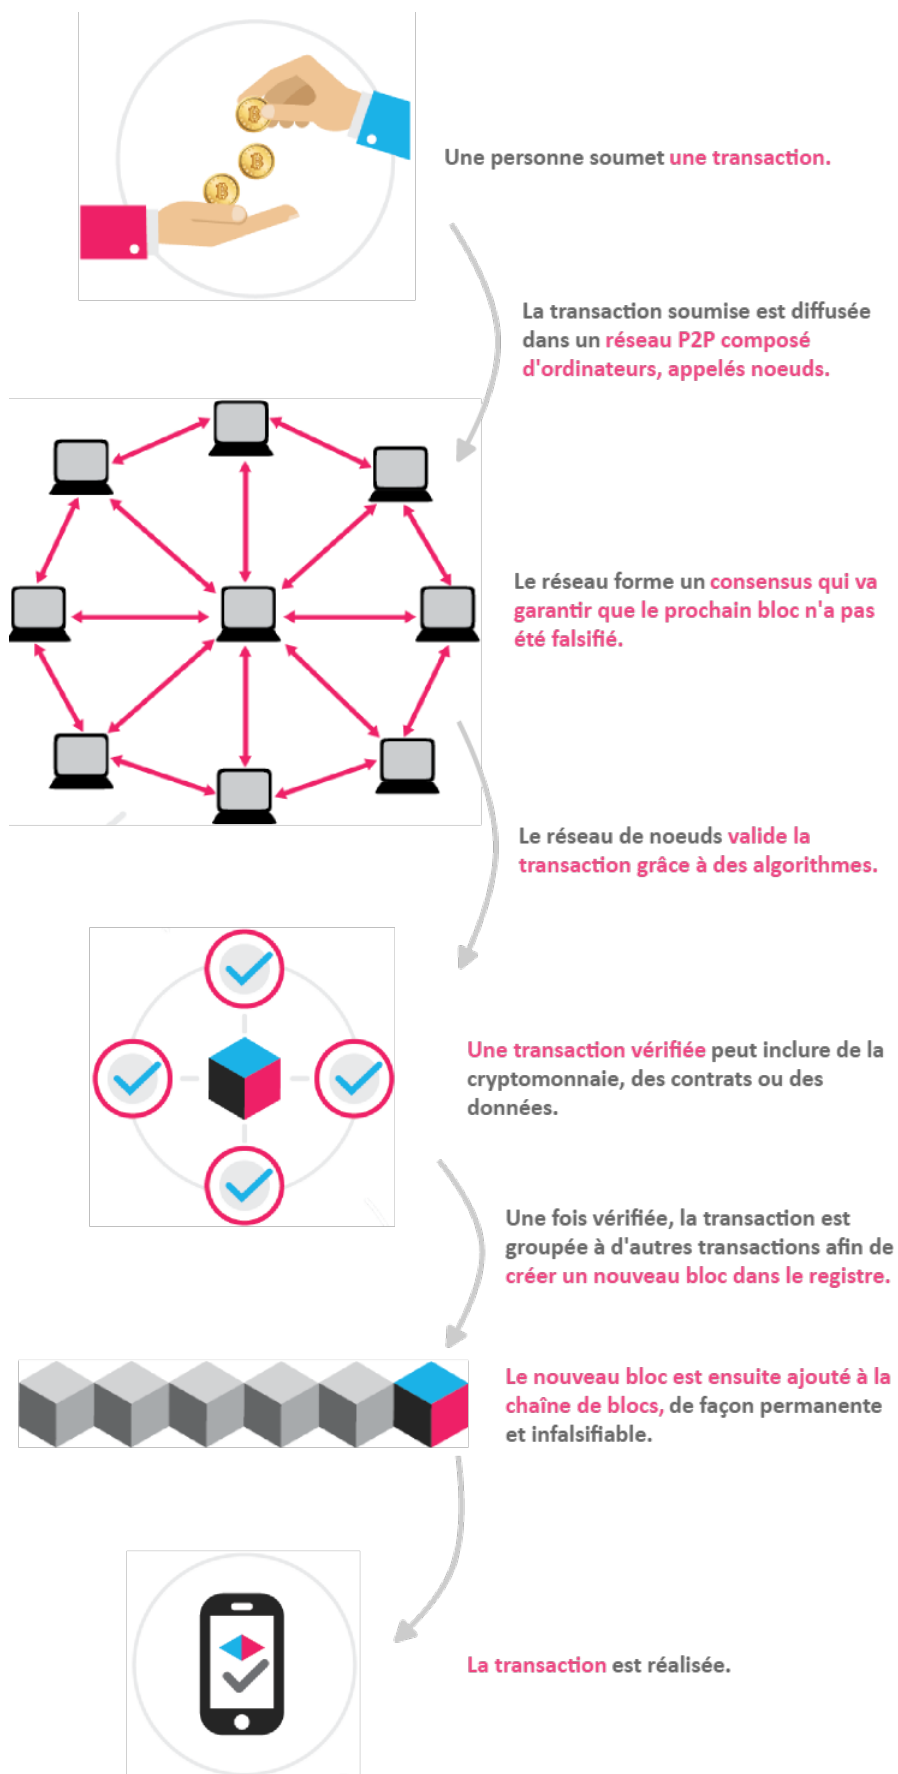 Une personne soumet une transaction.
La transaction soumise est diffusée
dans un réseau P2P composé
d'ordinateurs, appelés noeuds.
Le réseau forme un consensus qui va
garantir que le prochain bloc n'a pas
été falsifié.
Le réseau de noeuds valide la
transaction grâce à des algorithmes.
Une transaction vérifiée peut inclure de la
cryptomonnaie, des contrats ou des
données.
Une fois vérifiée, la transaction est
groupée à d'autres transactions afin de
créer un nouveau bloc dans le registre.
Le nouveau bloc est ensuite ajouté à la
chaîne de blocs, de façon permanente
et infalsifiable.
La transaction est réalisée.